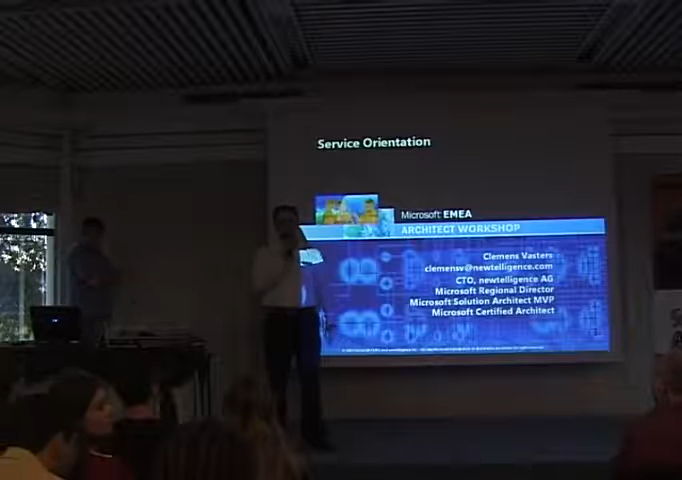 Service Orientation
Microsoft EMEA
ARCHITECT WORKSHOP
Clemens Vasters
clemensv@newtelligence.com
CTO, newtelligence AG
Microsoft Regional Director
Microsoft Solution Architect MVP
Microsoft Certified Architect